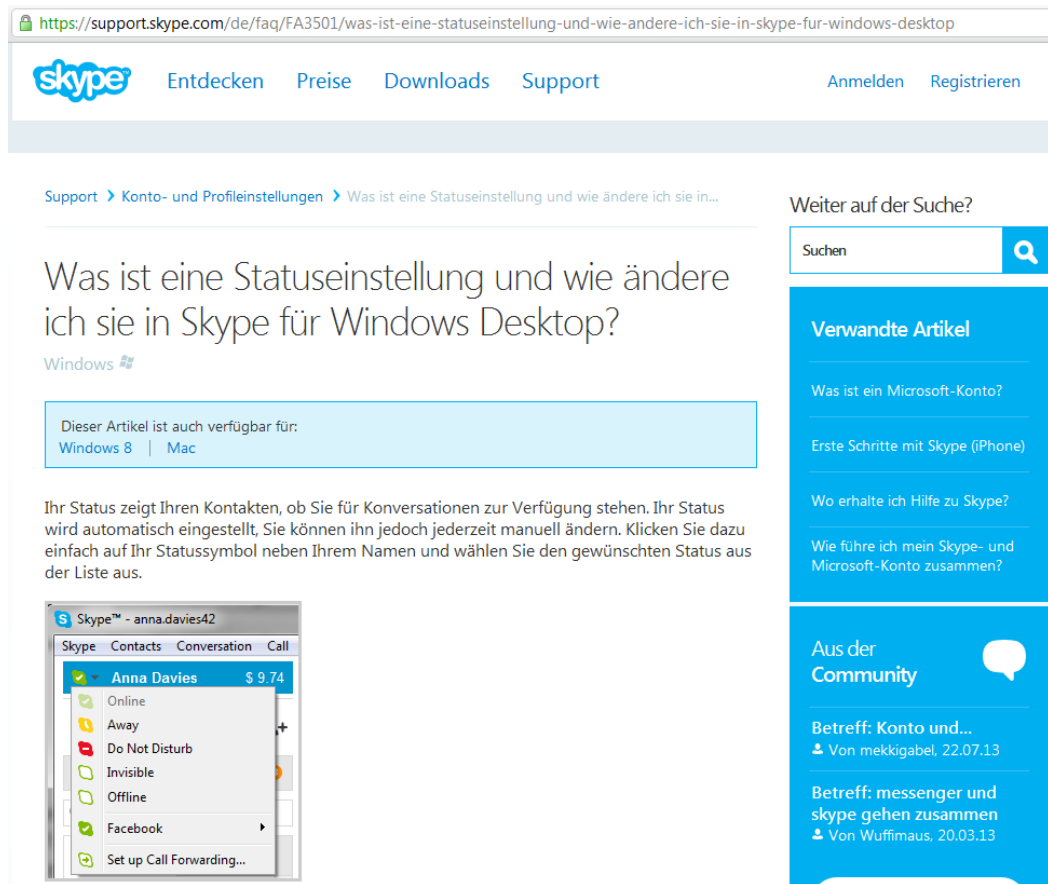 https://support.skype.com/de/faq/FA3501/was-ist-eine-statuseinstellung-und-wie-andere-ich-sie-in-skype-fur-windows-desktop
skype™
Entdecken Preise Downloads Support Anmelden Registrieren
Support > Konto- und Profileinstellungen > Was ist eine Statuseinstellung und wie ändere ich sie in...
Was ist eine Statuseinstellung und wie ändere
ich sie in Skype für Windows Desktop?
Windows
Dieser Artikel ist auch verfügbar für:
Windows 8 | Mac
Ihr Status zeigt Ihren Kontakten, ob Sie für Konversationen zur Verfügung stehen. Ihr Status
wird automatisch eingestellt, Sie können ihn jedoch jederzeit manuell ändern. Klicken Sie dazu
einfach auf Ihr Statussymbol neben Ihrem Namen und wählen Sie den gewünschten Status aus
der Liste aus.
Skype™ - anna.davies42
Skype Contacts Conversation Call
Anna Davies $ 9.74
Online
Away
Do Not Disturb
Invisible
Offline
Facebook
Set up Call Forwarding...
Weiter auf der Suche?
Suchen
Verwandte Artikel
Was ist ein Microsoft-Konto?
Erste Schritte mit Skype (iPhone)
Wo erhalte ich Hilfe zu Skype?
Wie führe ich mein Skype- und
Microsoft-Konto zusammen?
Aus der
Community
Betreff: Konto und...
Von mekkigabel, 22.07.13
Betreff: messenger und
skype gehen zusammen
Von Wuffimaus, 20.03.13